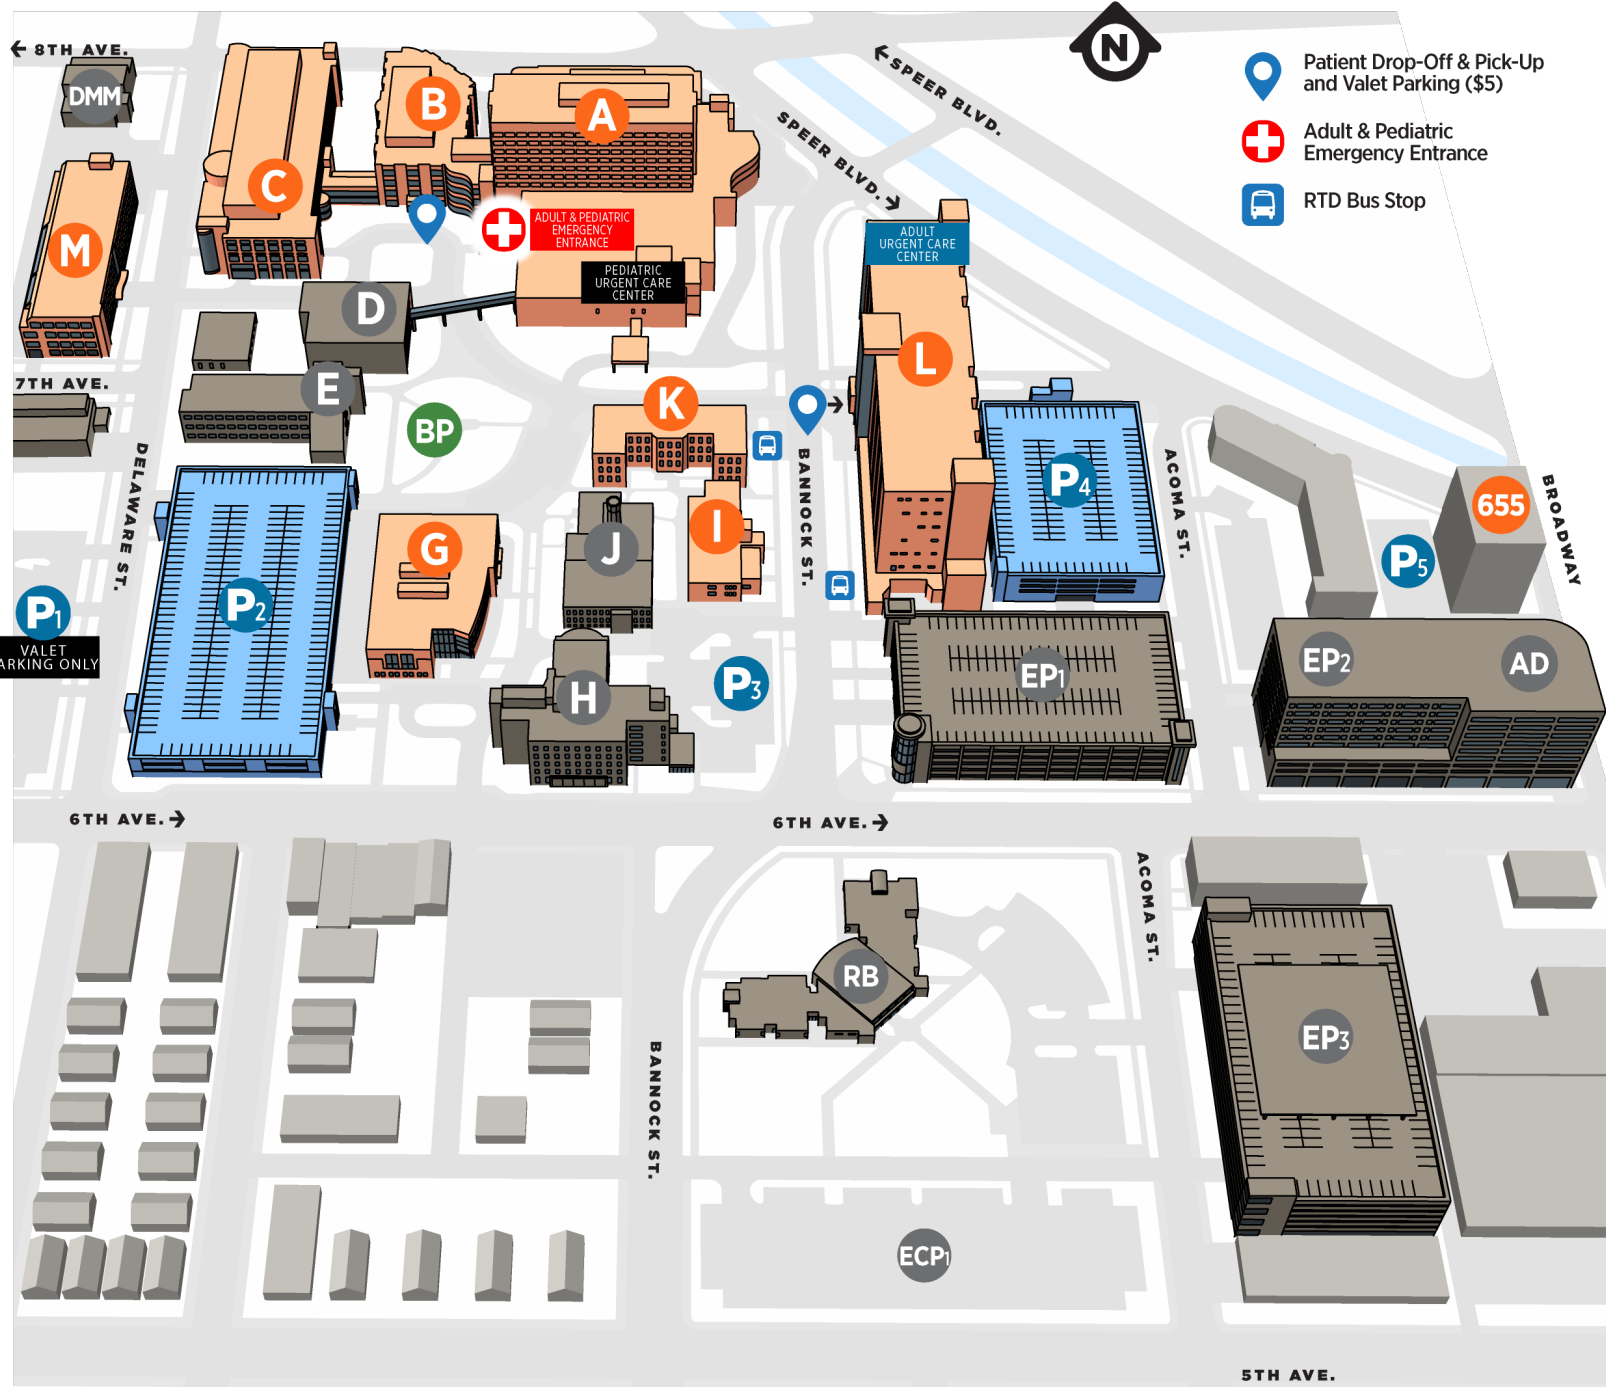 N
Patient Drop-Off & Pick-Up
and Valet Parking ($5)
Adult & Pediatric
Emergency Entrance
RTD Bus Stop
← 8TH AVE.
← SPEER BLVD.
SPEER BLVD. →
DMM
B
A
C
M
ADULT & PEDIATRIC
EMERGENCY
ENTRANCE
ADULT
URGENT CARE
CENTER
PEDIATRIC
URGENT CARE
CENTER
D
L
7TH AVE.
E
K
BP
DELAWARE ST.
BANNOCK ST.
ACOMA ST.
BROADWAY
P4
655
G
J
I
P5
P1
VALET
ARKING ONLY
P2
H
P3
EP1
EP2
AD
6TH AVE. →
6TH AVE. →
ACOMA ST.
RB
EP3
BANNOCK ST.
ECP1
5TH AVE.